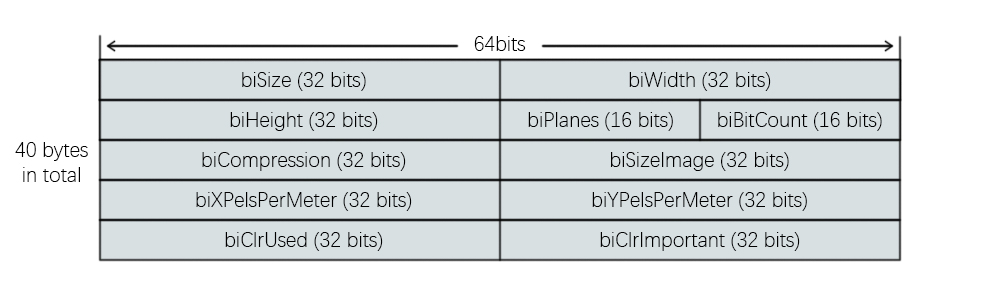 64bits
biSize (32 bits)
biWidth (32 bits)
biHeight (32 bits)
biPlanes (16 bits)
biBitCount (16 bits)
40 bytes
in total
biCompression (32 bits)
biSizeImage (32 bits)
biXPelsPerMeter (32 bits)
biYPelsPerMeter (32 bits)
biClrUsed (32 bits)
biClrImportant (32 bits)